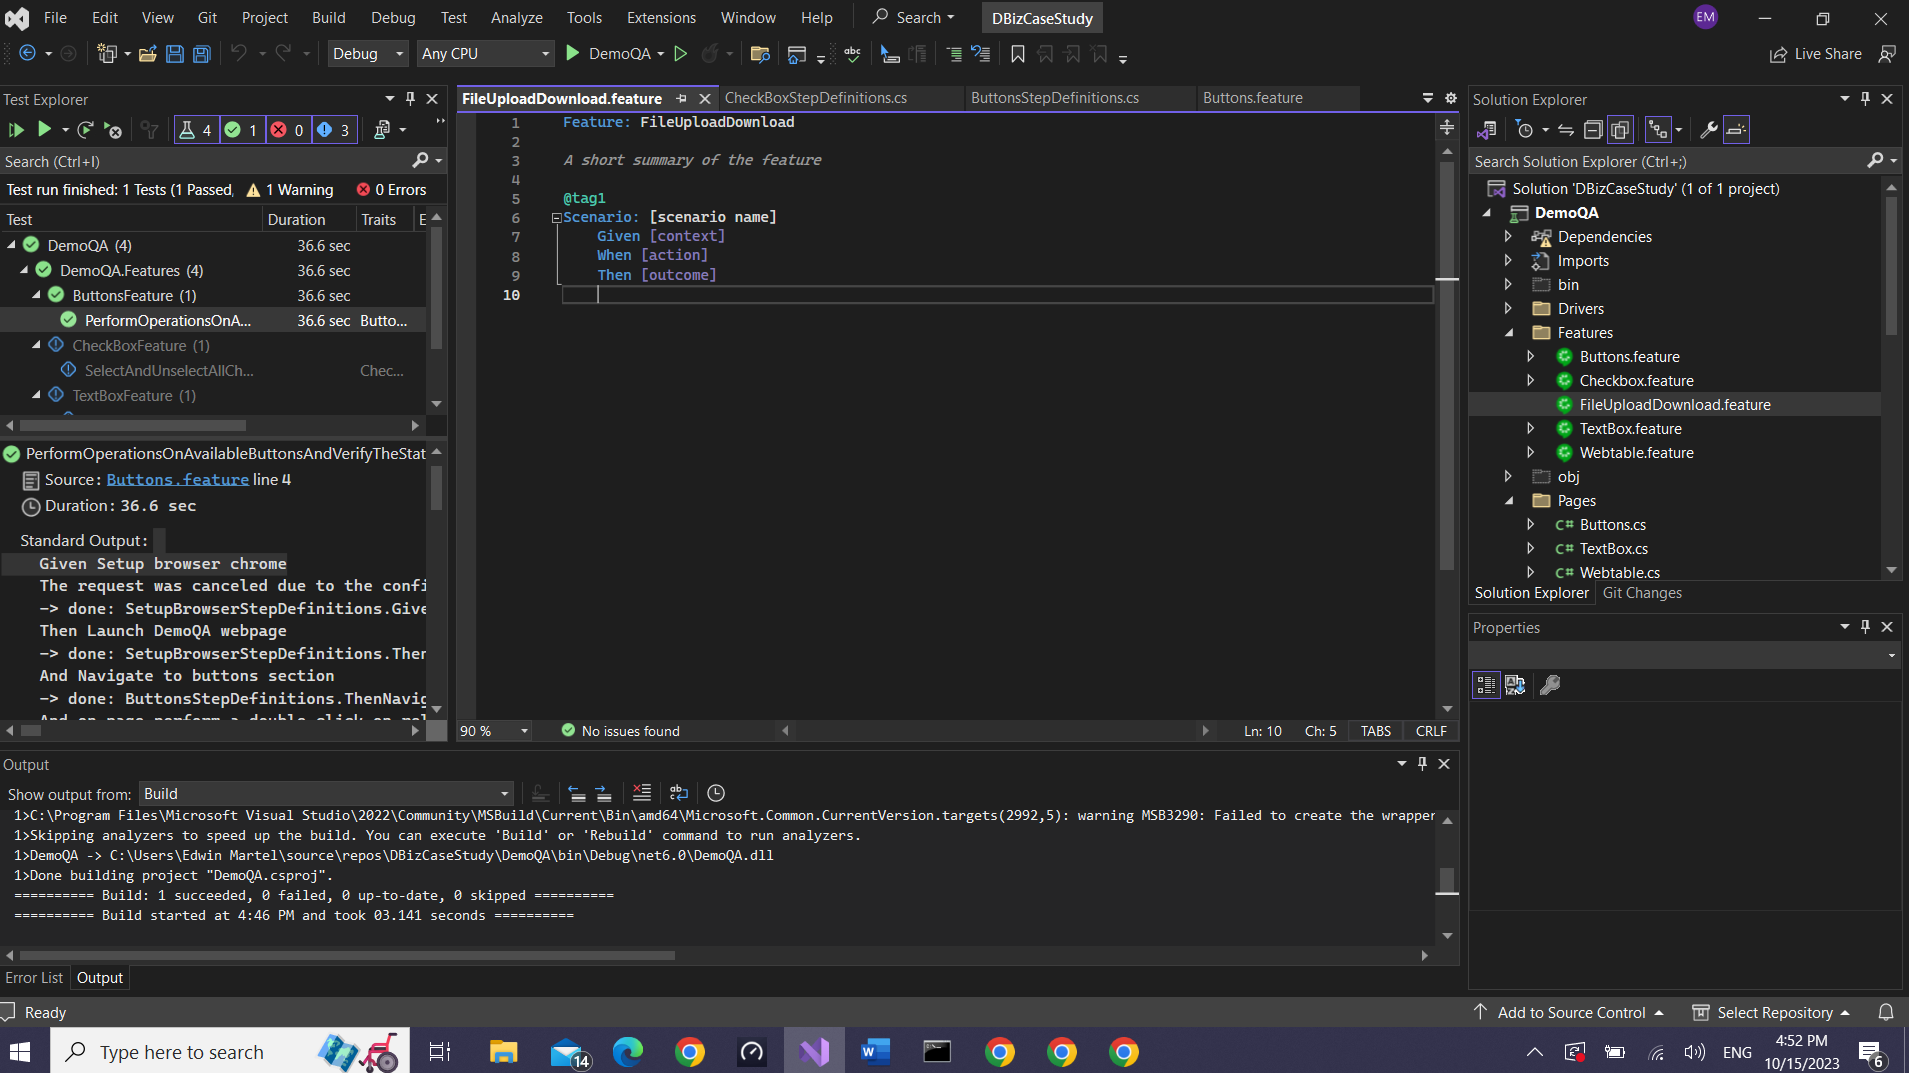 File Edit View Git Project Build Debug Test Analyze Tools Extensions Window Help Search DBizCaseStudy EM
Debug Any CPU DemoQA Live Share
Test Explorer
4 1 0 3
Search (Ctrl+I)
Test run finished: 1 Tests (1 Passed, 1 Warning 0 Errors
Test Duration Traits E
DemoQA (4) 36.6 sec
DemoQA.Features (4) 36.6 sec
ButtonsFeature (1) 36.6 sec
PerformOperationsOnA... 36.6 sec Butto...
CheckBoxFeature (1)
SelectAndUnselectAllCh... Chec...
TextBoxFeature (1)
PerformOperationsOnAvailableButtonsAndVerifyTheStat
Source: Buttons.feature line 4
Duration: 36.6 sec
Standard Output:
Given Setup browser chrome
The request was canceled due to the confi
-> done: SetupBrowserStepDefinitions.Give
Then Launch DemoQA webpage
-> done: SetupBrowserStepDefinitions.Ther
And Navigate to buttons section
-> done: ButtonsStepDefinitions.ThenNavig
FileUploadDownload.feature CheckBoxStepDefinitions.cs ButtonsStepDefinitions.cs Buttons.feature
1 Feature: FileUploadDownload
2
3 A short summary of the feature
4
5 @tag1
6 Scenario: [scenario name]
7 Given [context]
8 When [action]
9 Then [outcome]
10
90 % No issues found Ln: 10 Ch: 5 TABS CRLF
Solution Explorer
Search Solution Explorer (Ctrl+;)
Solution 'DBizCaseStudy' (1 of 1 project)
DemoQA
Dependencies
Imports
bin
Drivers
Features
Buttons.feature
Checkbox.feature
FileUploadDownload.feature
TextBox.feature
Webtable.feature
obj
Pages
C# Buttons.cs
C# TextBox.cs
C# Webtable.cs
Solution Explorer Git Changes
Properties
Output
Show output from: Build
1>C:\Program Files\Microsoft Visual Studio\2022\Community\MSBuild\Current\Bin\amd64\Microsoft.Common.CurrentVersion.targets(2992,5): warning MSB3290: Failed to create the wrapper
1>Skipping analyzers to speed up the build. You can execute 'Build' or 'Rebuild' command to run analyzers.
1>DemoQA -> C:\Users\Edwin Martel\source\repos\DBizCaseStudy\DemoQA\bin\Debug\net6.0\DemoQA.dll
1>Done building project "DemoQA.csproj".
========== Build: 1 succeeded, 0 failed, 0 up-to-date, 0 skipped ==========
========== Build started at 4:46 PM and took 03.141 seconds ==========
Error List Output
Ready Add to Source Control Select Repository
Type here to search 14 ENG 4:52 PM
10/15/2023 6